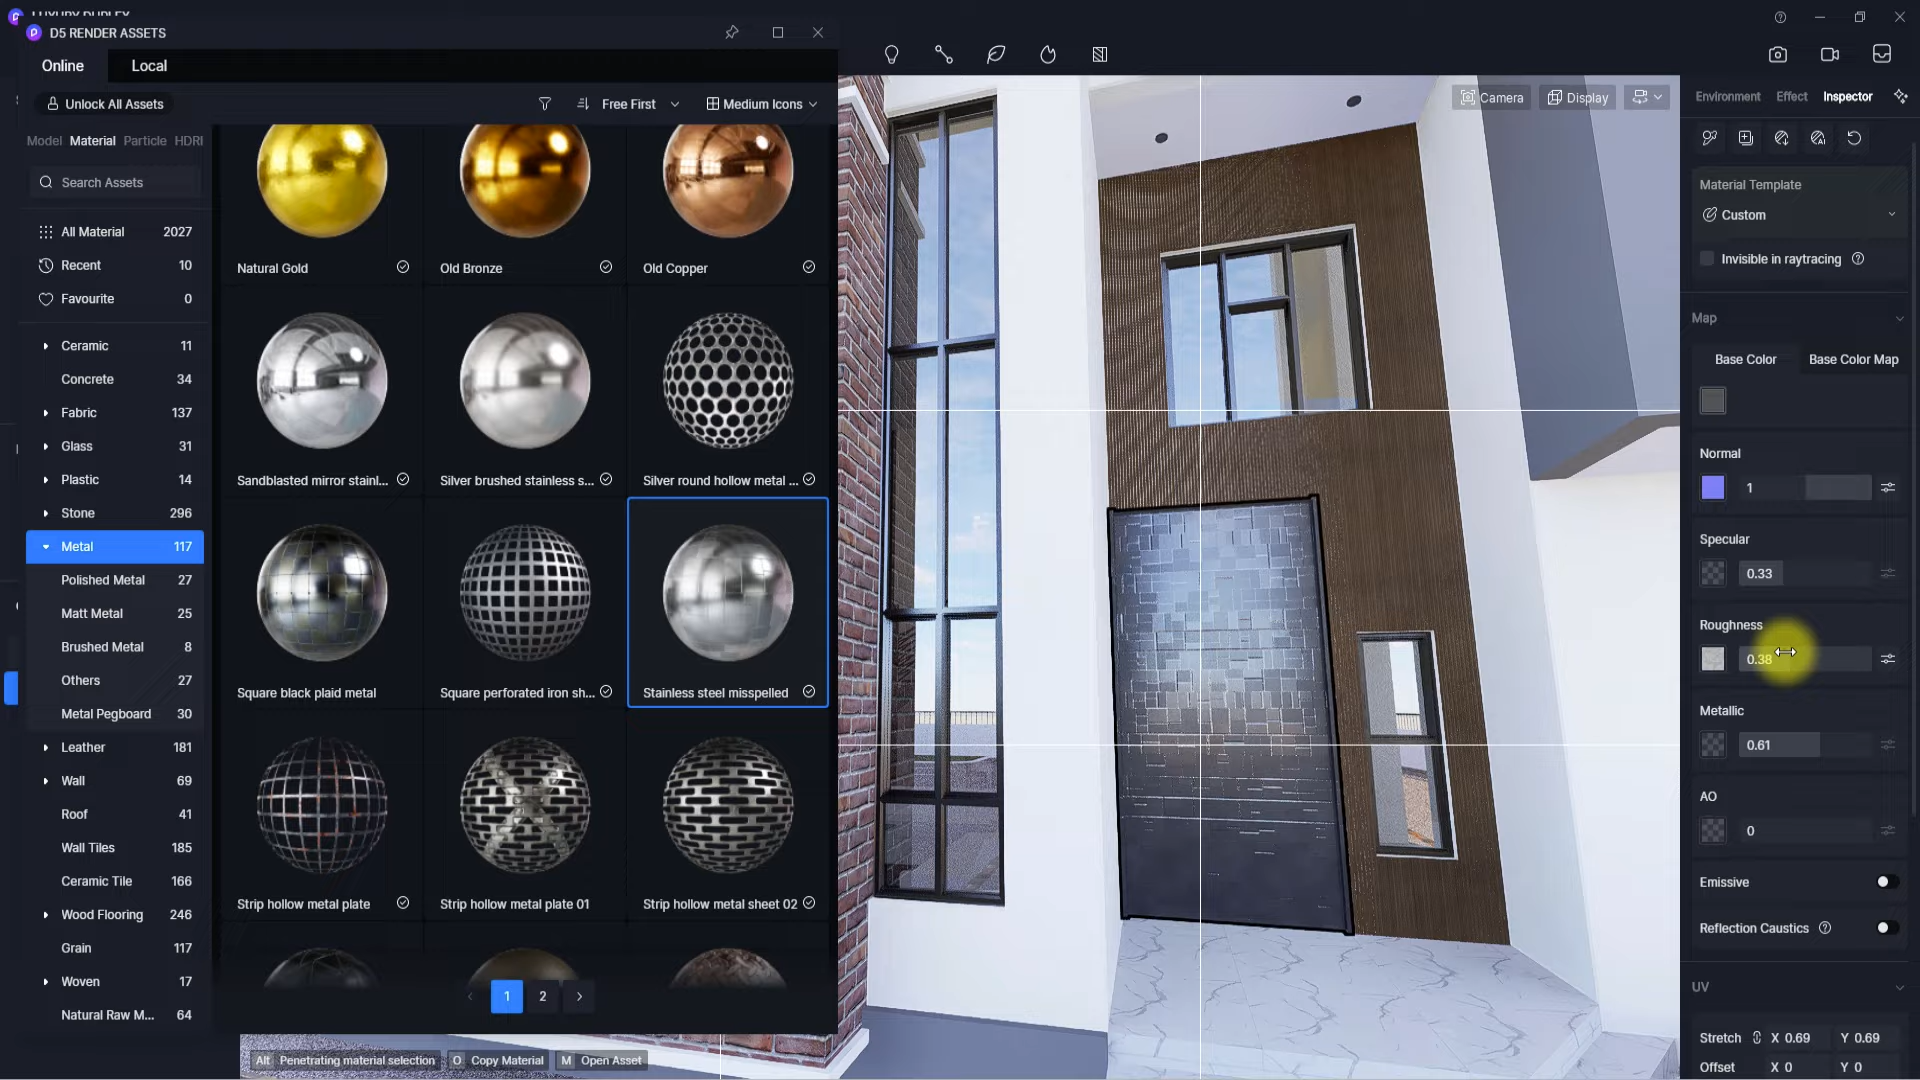 D5 RENDER ASSETS
Online
Local
Unlock All Assets
Free First
Medium Icons
Model Material Particle HDRI
Search Assets
All Material 2027
Recent 10
Favourite 0
Ceramic 11
Concrete 34
Fabric 137
Glass 31
Plastic 14
Stone 296
Metal 117
Polished Metal 27
Matt Metal 25
Brushed Metal 8
Others 27
Metal Pegboard 30
Leather 181
Wall 69
Roof 41
Wall Tiles 185
Ceramic Tile 166
Wood Flooring 246
Grain 117
Woven 17
Natural Raw M... 64
Natural Gold
Old Bronze
Old Copper
Sandblasted mirror stainl...
Silver brushed stainless s...
Silver round hollow metal ...
Square black plaid metal
Square perforated iron sh...
Stainless steel misspelled
Strip hollow metal plate
Strip hollow metal plate 01
Strip hollow metal sheet 02
1 2
Alt Penetrating material selection O Copy Material M Open Asset
Camera
Display
Environment Effect Inspector
Material Template
Custom
Invisible in raytracing
Map
Base Color
Base Color Map
Normal
1
Specular
0.33
Roughness
0.38
Metallic
0.61
AO
0
Emissive
Reflection Caustics
UV
Stretch X 0.69 Y 0.69
Offset X 0 Y 0